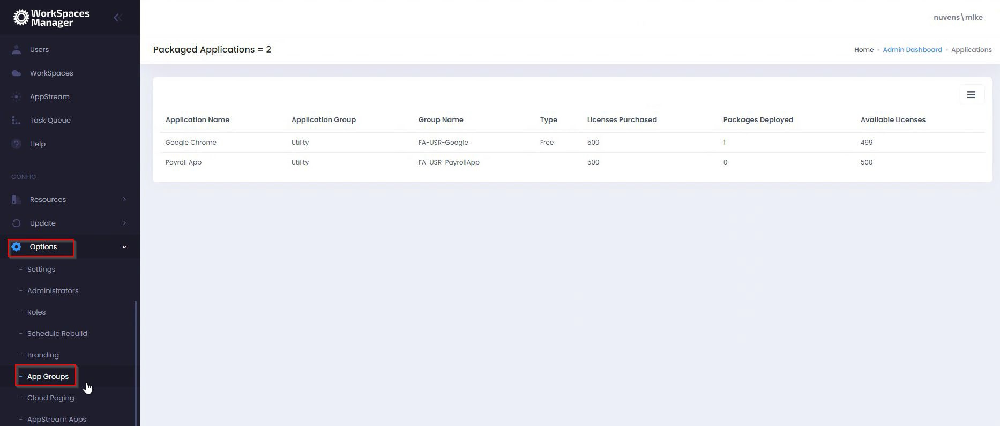 WorkSpaces
Manager
nuvens\mike
Users
WorkSpaces
AppStream
Task Queue
Help
CONFIG
Resources
Update
Options
- Settings
- Administrators
- Roles
- Schedule Rebuild
- Branding
- App Groups
- Cloud Paging
- AppStream Apps
Packaged Applications = 2
Home • Admin Dashboard • Applications
Application Name Application Group Group Name Type Licenses Purchased Packages Deployed Available Licenses
Google Chrome Utility FA-USR-Google Free 500 1 499
Payroll App Utility FA-USR-PayrollApp 500 0 500